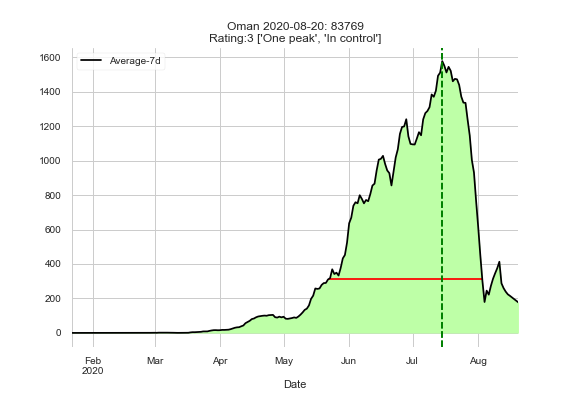 Oman 2020-08-20: 83769
Rating:3 ['One peak', 'In control']
Average-7d
1600
1400
1200
1000
800
600
400
200
0
Feb Mar Apr May Jun Jul Aug
2020
Date